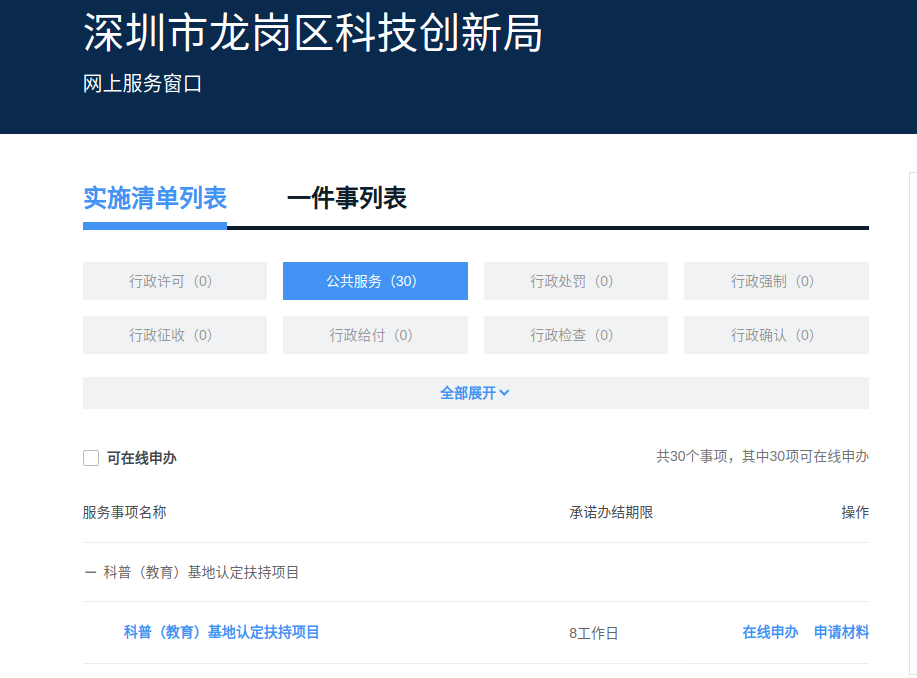 深圳市龙岗区科技创新局
网上服务窗口
实施清单列表 一件事列表
行政许可（0） 公共服务（30） 行政处罚（0） 行政强制（0）
行政征收（0） 行政给付（0） 行政检查（0） 行政确认（0）
全部展开
可在线申办 共30个事项，其中30项可在线申办
服务事项名称 承诺办结期限 操作
科普（教育）基地认定扶持项目
科普（教育）基地认定扶持项目 8工作日 在线申办 申请材料